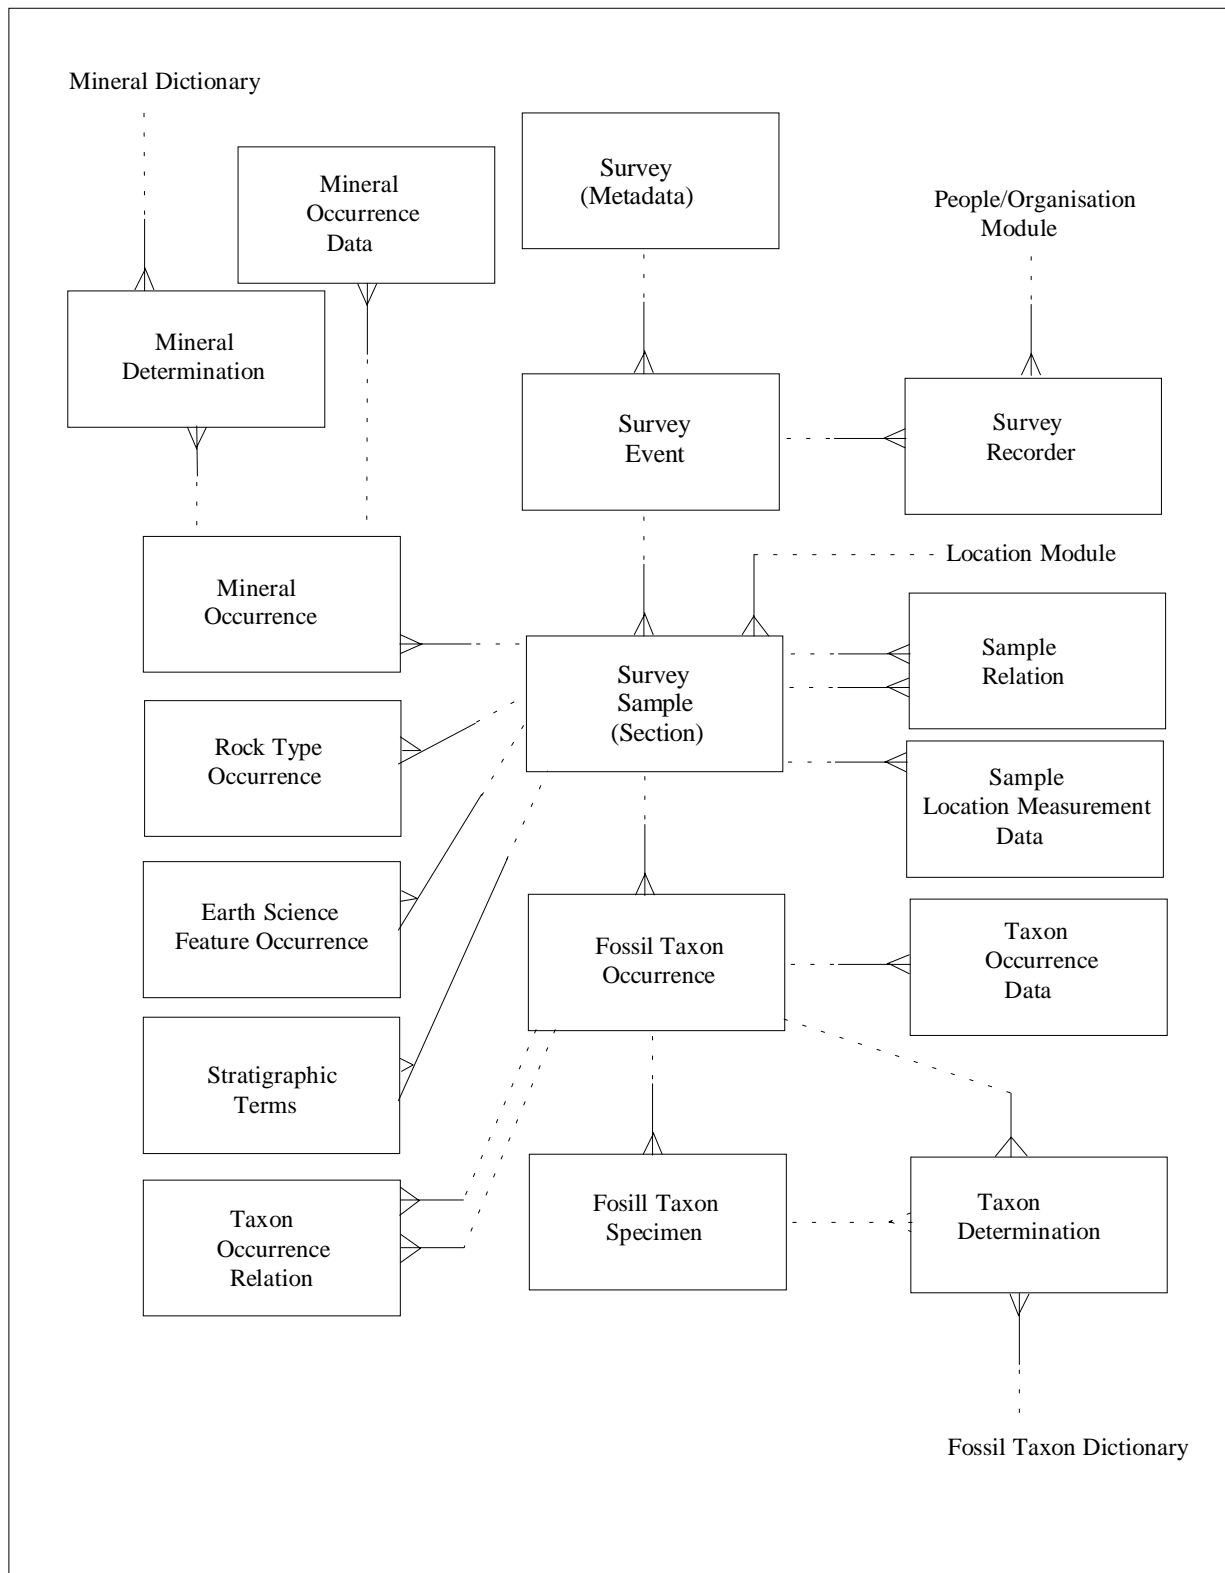 Mineral Dictionary
Mineral
Occurrence
Data
Survey
(Metadata)
People/Organisation
Module
Mineral
Determination
Survey
Event
Survey
Recorder
Location Module
Mineral
Occurrence
Survey
Sample
(Section)
Sample
Relation
Rock Type
Occurrence
Sample
Location Measurement
Data
Earth Science
Feature Occurrence
Fossil Taxon
Occurrence
Taxon
Occurrence
Data
Stratigraphic
Terms
Taxon
Occurrence
Relation
Fosill Taxon
Specimen
Taxon
Determination
Fossil Taxon Dictionary